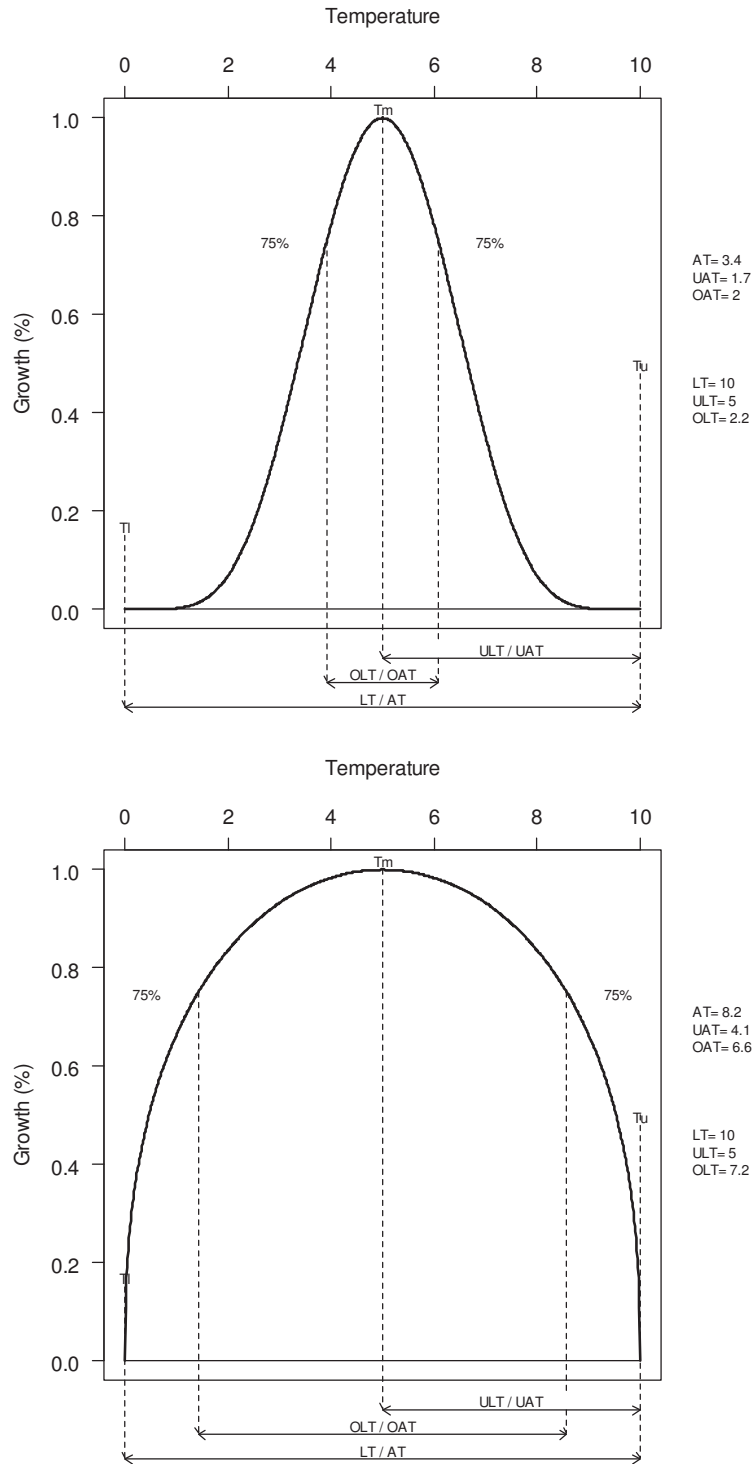 Temperature
0 2 4 6 8 10
Tm
1.0
0.8
75% 75%
AT= 3.4
UAT= 1.7
OAT= 2
0.6
Growth (%)
Tu
LT= 10
ULT= 5
OLT= 2.2
0.4
0.2
Tl
0.0
ULT / UAT
OLT / OAT
LT / AT
Temperature
0 2 4 6 8 10
Tm
1.0
0.8
75% 75%
AT= 8.2
UAT= 4.1
OAT= 6.6
0.6
Growth (%)
Tu
LT= 10
ULT= 5
OLT= 7.2
0.4
0.2
Tl
0.0
ULT / UAT
OLT / OAT
LT / AT